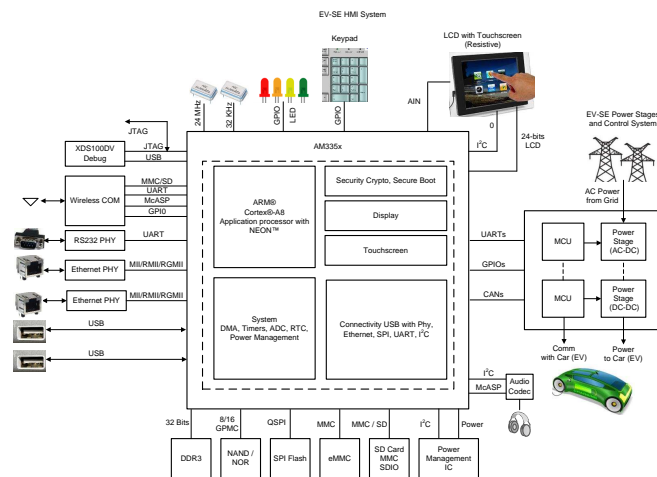 EV-SE HMI System
Keypad
LCD with Touchscreen
(Resistive)
24 MHz
32 KHz
GPIO
LED
GPIO
AIN
0
I²C
24-bits
LCD
EV-SE Power Stages
and Control System
JTAG
XDS100DV
Debug
JTAG
USB
AM335x
AC Power
from Grid
Wireless COM
MMC/SD
UART
McASP
GPI0
ARM®
Cortex®-A8
Application processor with
NEON™
Security Crypto, Secure Boot
Display
Touchscreen
RS232 PHY
UART
Ethernet PHY
MII/RMII/RGMII
Ethernet PHY
MII/RMII/RGMII
USB
USB
System
DMA, Timers, ADC, RTC,
Power Management
Connectivity USB with Phy,
Ethernet, SPI, UART, I²C
UARTs
GPIOs
CANs
MCU
Power
Stage
(AC-DC)
MCU
Power
Stage
(DC-DC)
Comm
with Car (EV)
Power
to Car (EV)
I²C
McASP
Audio
Codec
32 Bits
8/16
GPMC
QSPI
MMC
MMC / SD
I²C
Power
DDR3
NAND /
NOR
SPI Flash
eMMC
SD Card
MMC
SDIO
Power
Management
IC